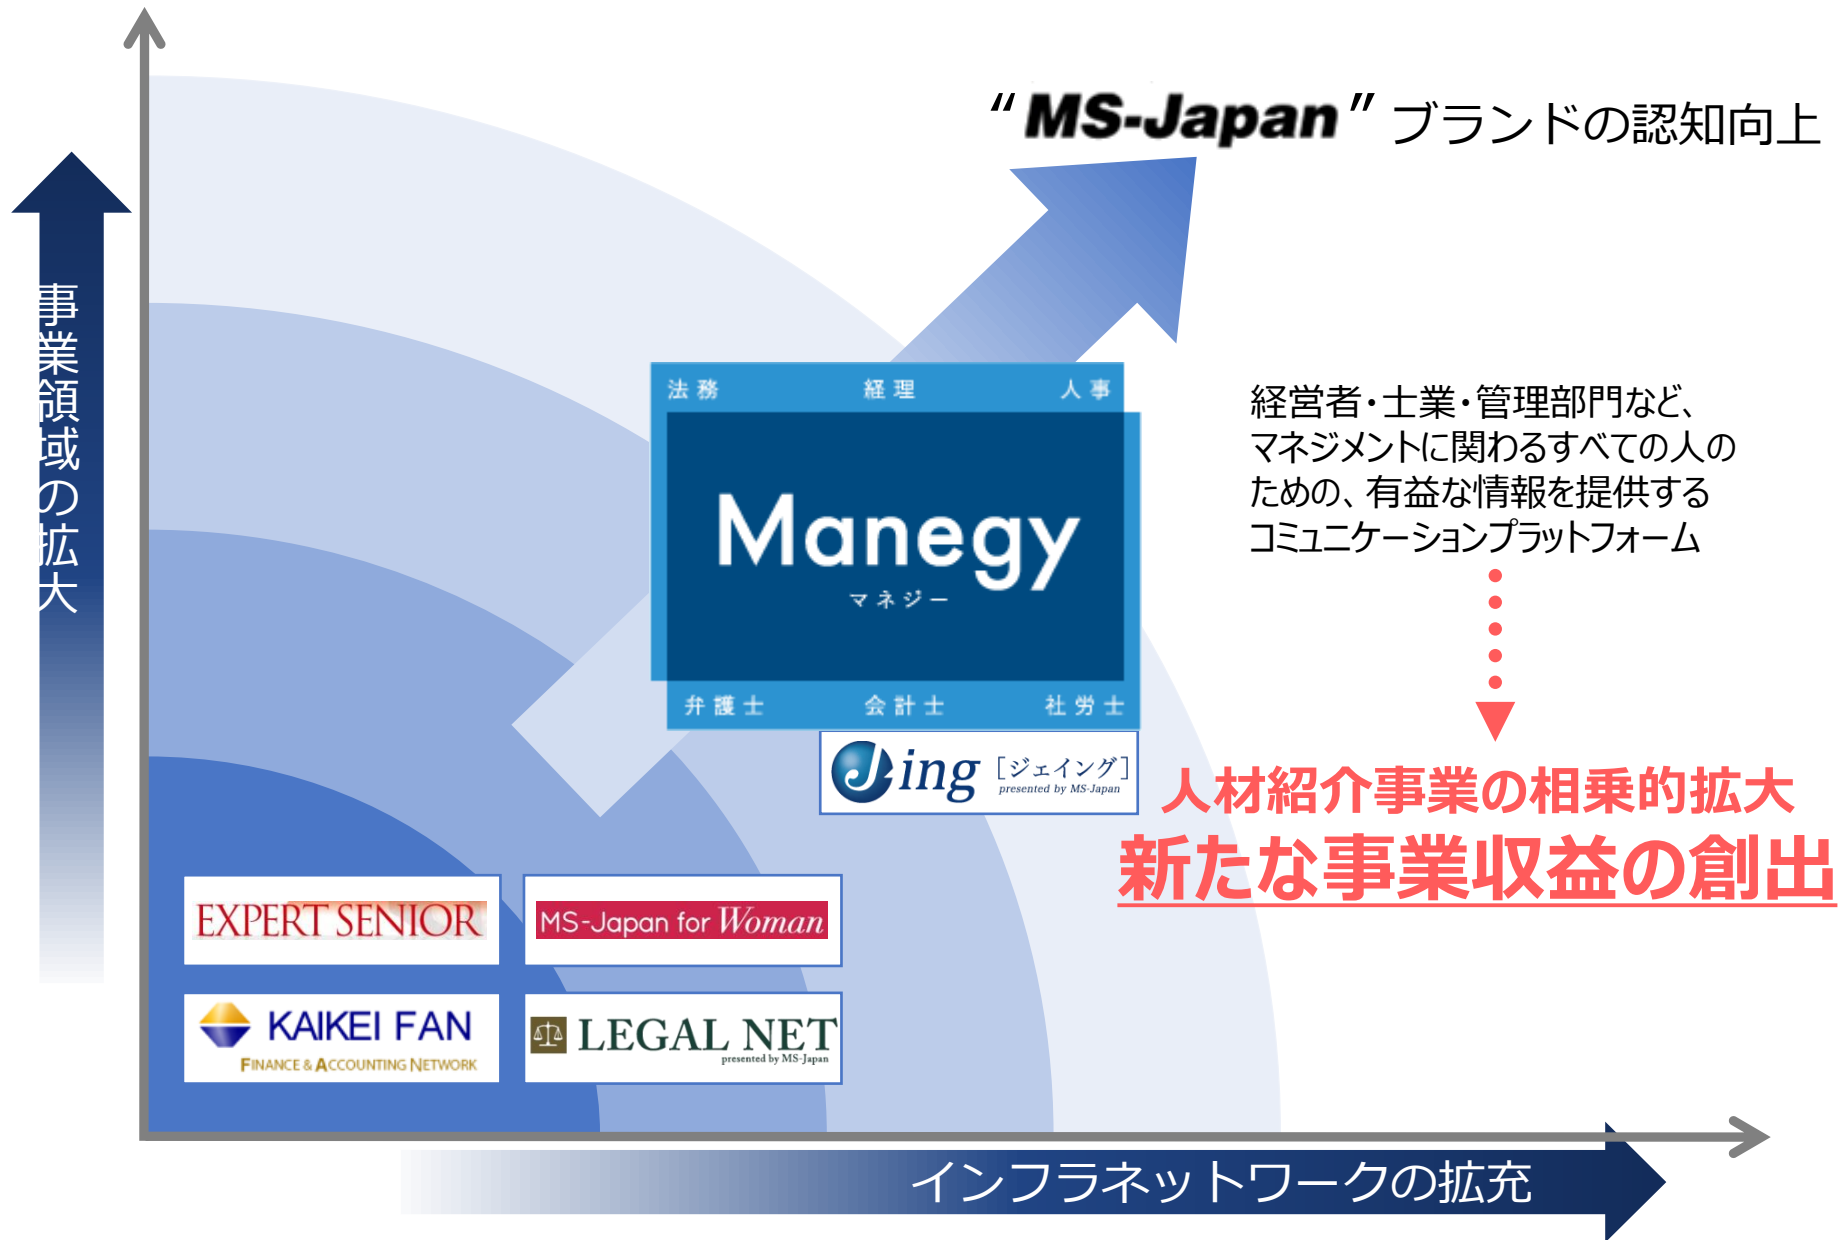 “MS-Japan” ブランドの認知向上
事業領域の拡大
法務 経理 人事
Manegy
マネジー
弁護士 会計士 社労士
経営者・士業・管理部門など、
マネジメントに関わるすべての人の
ための、有益な情報を提供する
コミュニケーションプラットフォーム
Jing [ジェイング]
presented by MS-Japan
人材紹介事業の相乗的拡大
新たな事業収益の創出
EXPERT SENIOR
MS-Japan for Woman
KAIKEI FAN
FINANCE & ACCOUNTING NETWORK
LEGAL NET
presented by MS-Japan
インフラネットワークの拡充